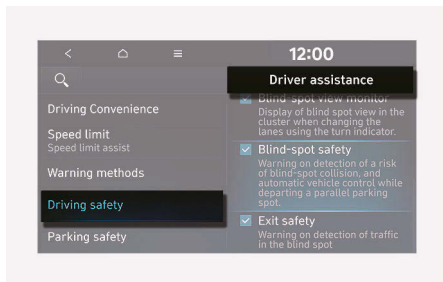 12:00
Driver assistance
Driving Convenience
Speed limit
Speed limit assist
Warning methods
Driving safety
Parking safety
Blind-spot view monitor
Display of blind spot view in the
cluster when changing the
lanes using the turn indicator.
Blind-spot safety
Warning on detection of a risk
of blind-spot collision, and
automatic vehicle control while
departing a parallel parking
spot.
Exit safety
Warning on detection of traffic
in the blind spot